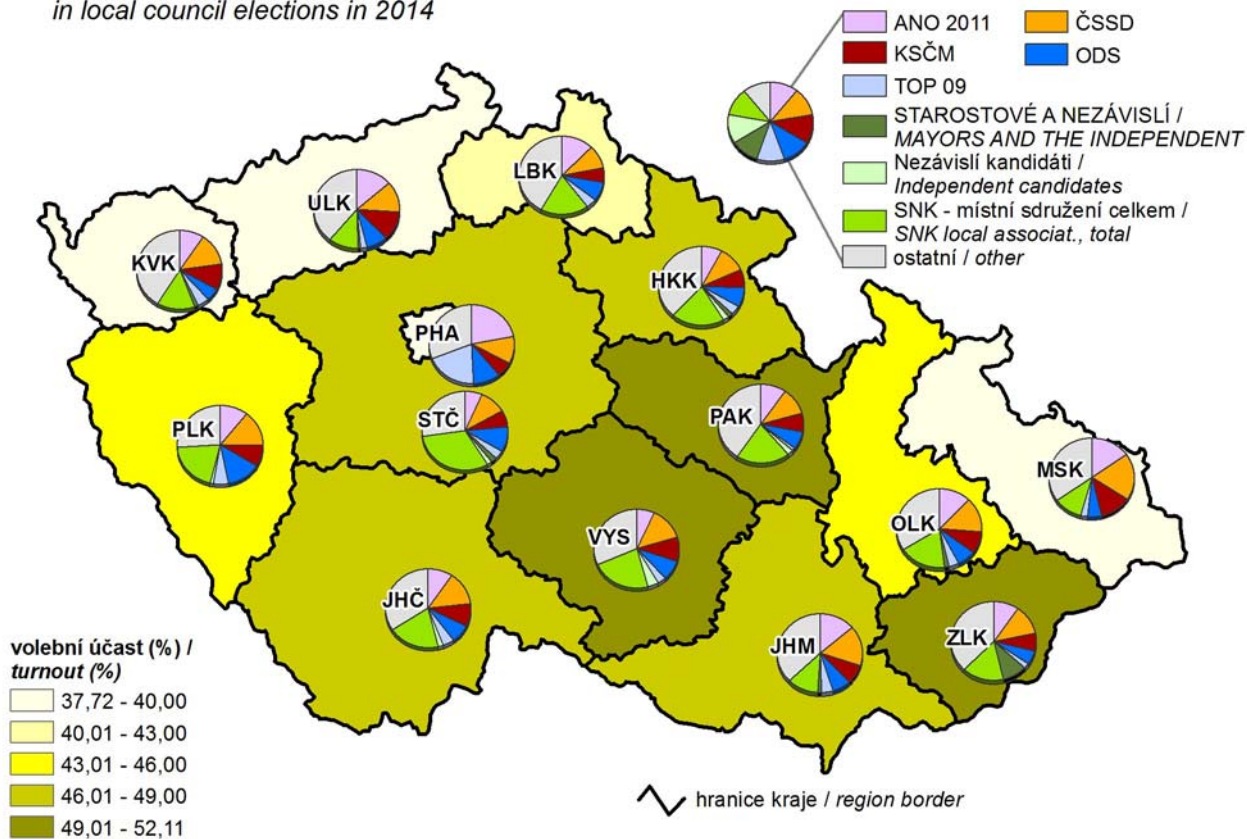 in local council elections in 2014
ANO 2011
ČSSD
KSČM
ODS
TOP 09
STAROSTOVÉ A NEZÁVISLÍ /
MAYORS AND THE INDEPENDENT
Nezávislí kandidáti /
Independent candidates
SNK - místní sdružení celkem /
SNK local associat., total
ostatní / other
LBK
ULK
KVK
HKK
PHA
STČ
PAK
PLK
MSK
OLK
VYS
JHČ
JHM
ZLK
volební účast (%) /
turnout (%)
37,72 - 40,00
40,01 - 43,00
43,01 - 46,00
46,01 - 49,00
49,01 - 52,11
hranice kraje / region border